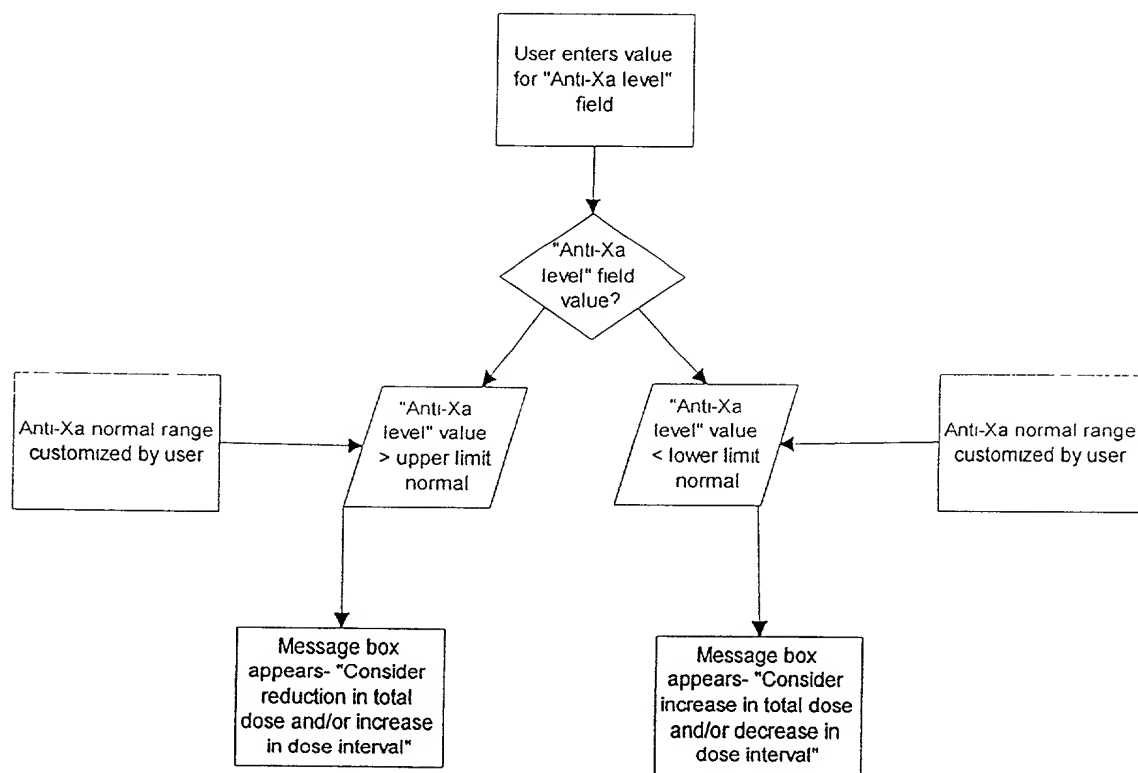 User enters value
for "Anti-Xa level"
field
"Anti-Xa
level" field
value?
Anti-Xa normal range
customized by user
"Anti-Xa
level" value
> upper limit
normal
"Anti-Xa
level" value
< lower limit
normal
Anti-Xa normal range
customized by user
Message box
appears- "Consider
reduction in total
dose and/or increase
in dose interval"
Message box
appears- "Consider
increase in total dose
and/or decrease in
dose interval"